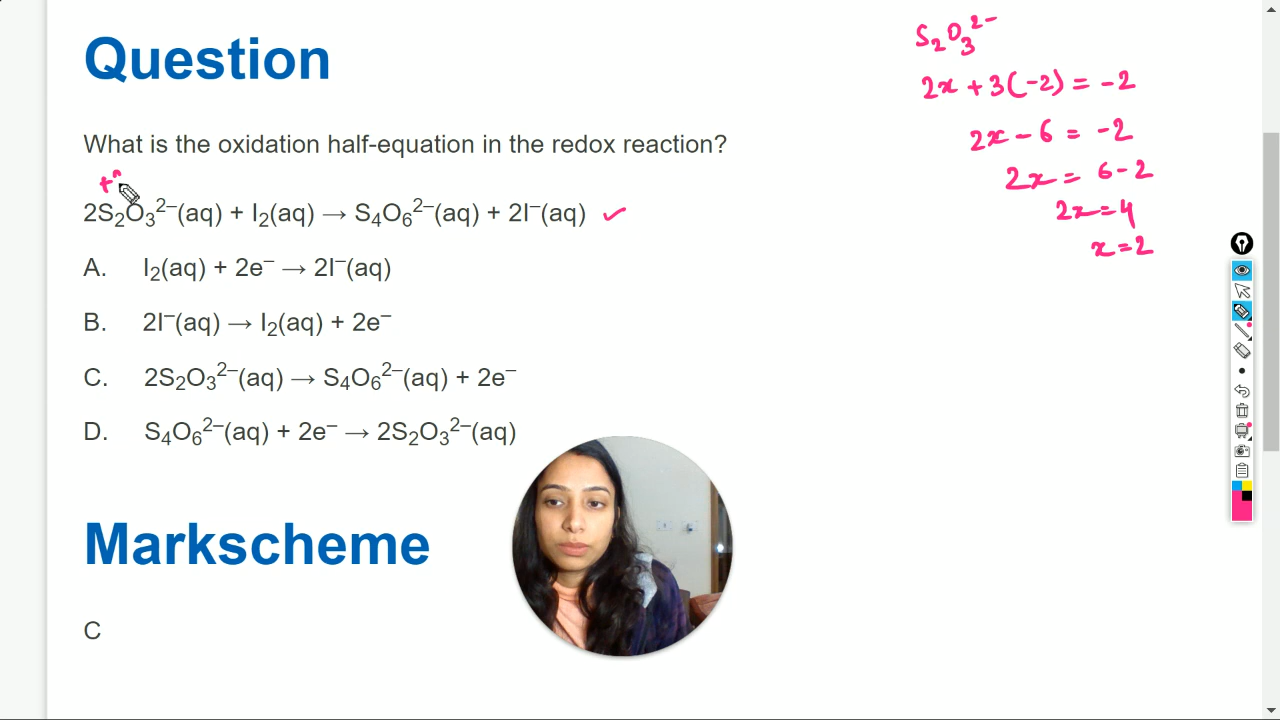 Question
What is the oxidation half-equation in the redox reaction?
2S₂O₃²⁻(aq) + I₂(aq) → S₄O₆²⁻(aq) + 2I⁻(aq) ✓
A. I₂(aq) + 2e⁻ → 2I⁻(aq)
B. 2I⁻(aq) → I₂(aq) + 2e⁻
C. 2S₂O₃²⁻(aq) → S₄O₆²⁻(aq) + 2e⁻
D. S₄O₆²⁻(aq) + 2e⁻ → 2S₂O₃²⁻(aq)
Markscheme
C
S₂O₃²⁻
2x + 3(-2) = -2
2x - 6 = -2
2x = 6-2
2x = 4
x = 2